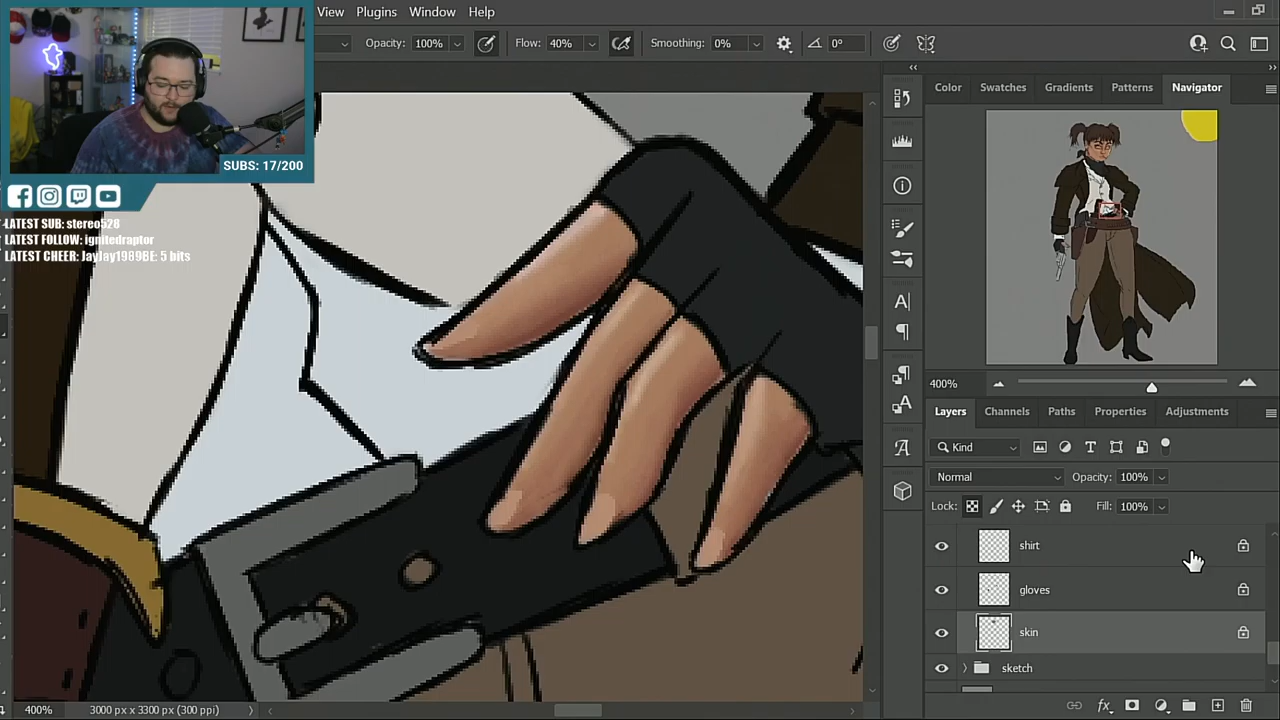 View Plugins Window Help
Opacity: 100% Flow: 40% Smoothing: 0% 0°
SUBS: 17/200
LATEST SUB: stereo528
LATEST FOLLOW: ignitedraptor
LATEST CHEER: JayJay1989BE: 5 bits
Color Swatches Gradients Patterns Navigator
400%
Layers Channels Paths Properties Adjustments
Kind
Normal Opacity: 100%
Lock: Fill: 100%
shirt
gloves
skin
sketch
400% 3000 px x 3300 px (300 ppi)